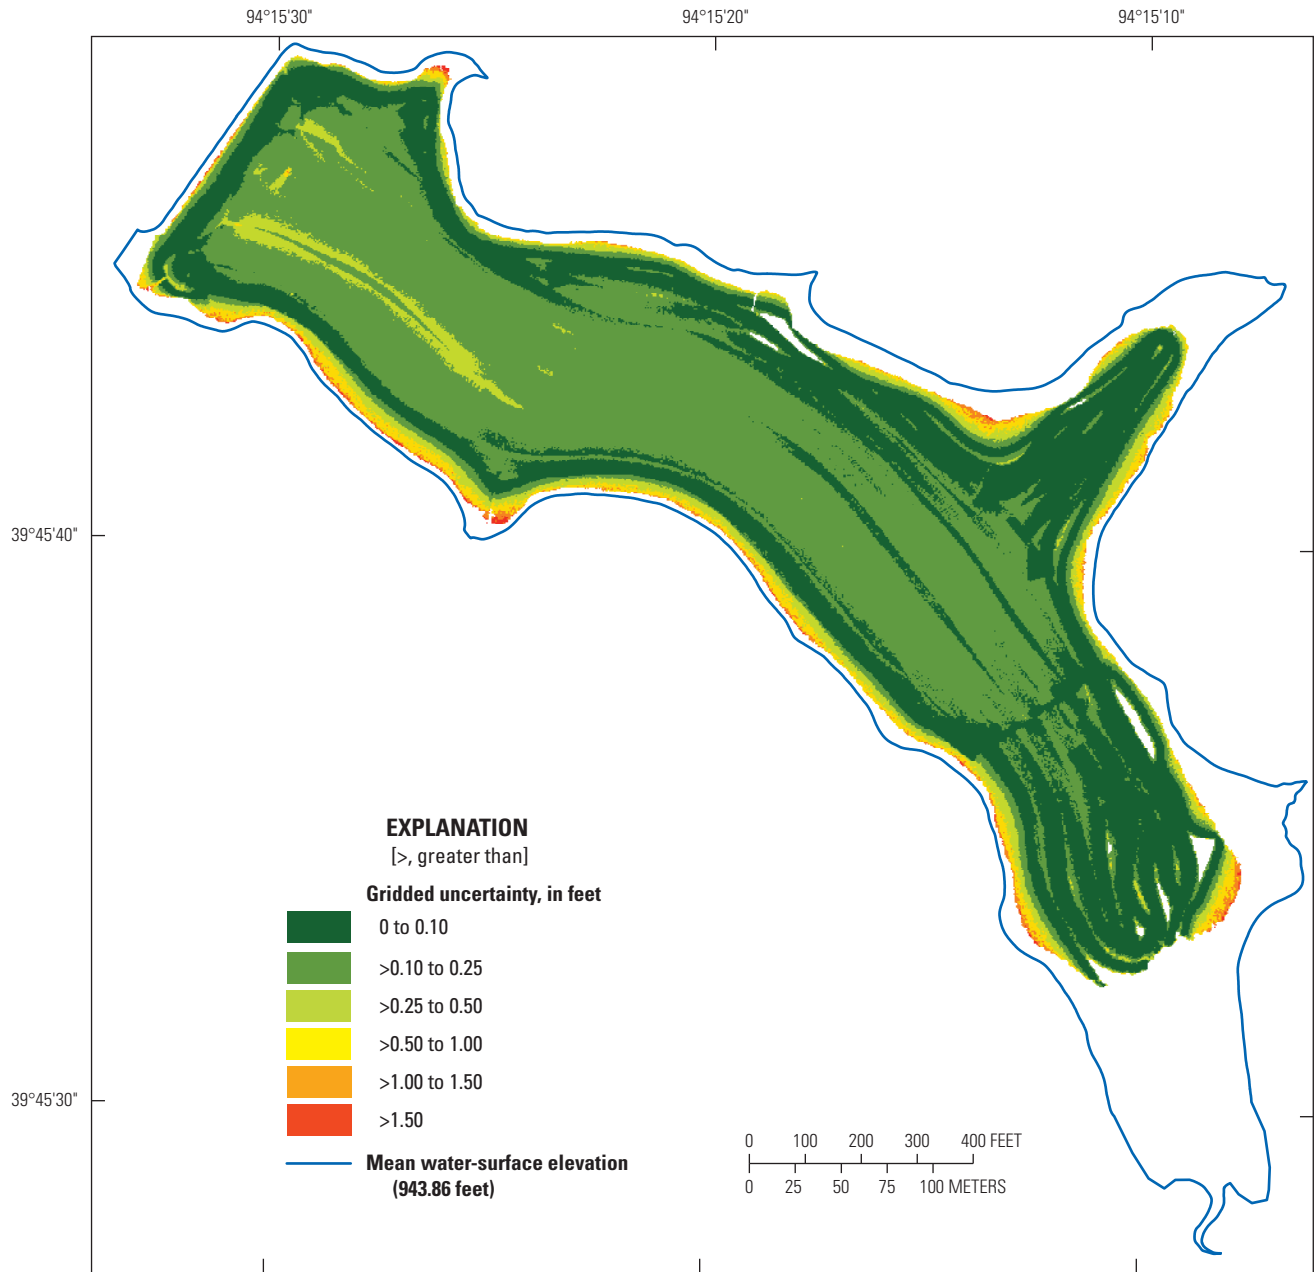 94°15'30" 94°15'20" 94°15'10"
39°45'40"
EXPLANATION
[>, greater than]
Gridded uncertainty, in feet
0 to 0.10
>0.10 to 0.25
>0.25 to 0.50
>0.50 to 1.00
>1.00 to 1.50
>1.50
Mean water-surface elevation
(943.86 feet)
39°45'30"
0 100 200 300 400 FEET
0 25 50 75 100 METERS